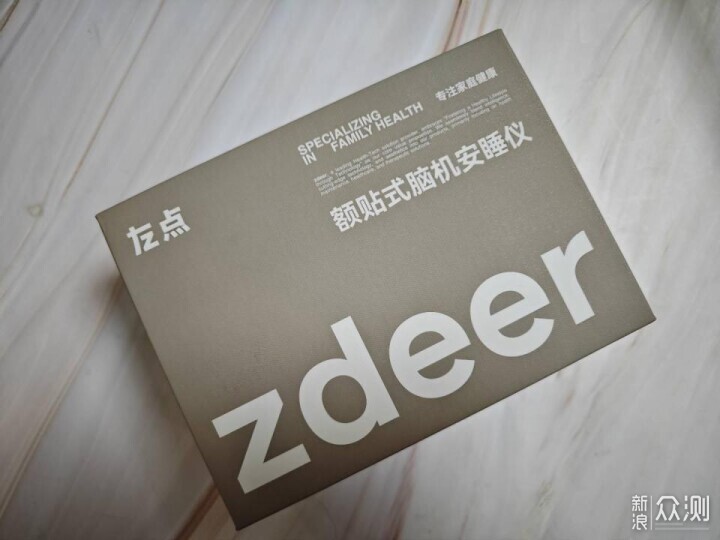 SPECIALIZING
IN FAMILY HEALTH
专注家庭健康
额贴式脑机安睡仪
左点
zdeer
新浪
众测